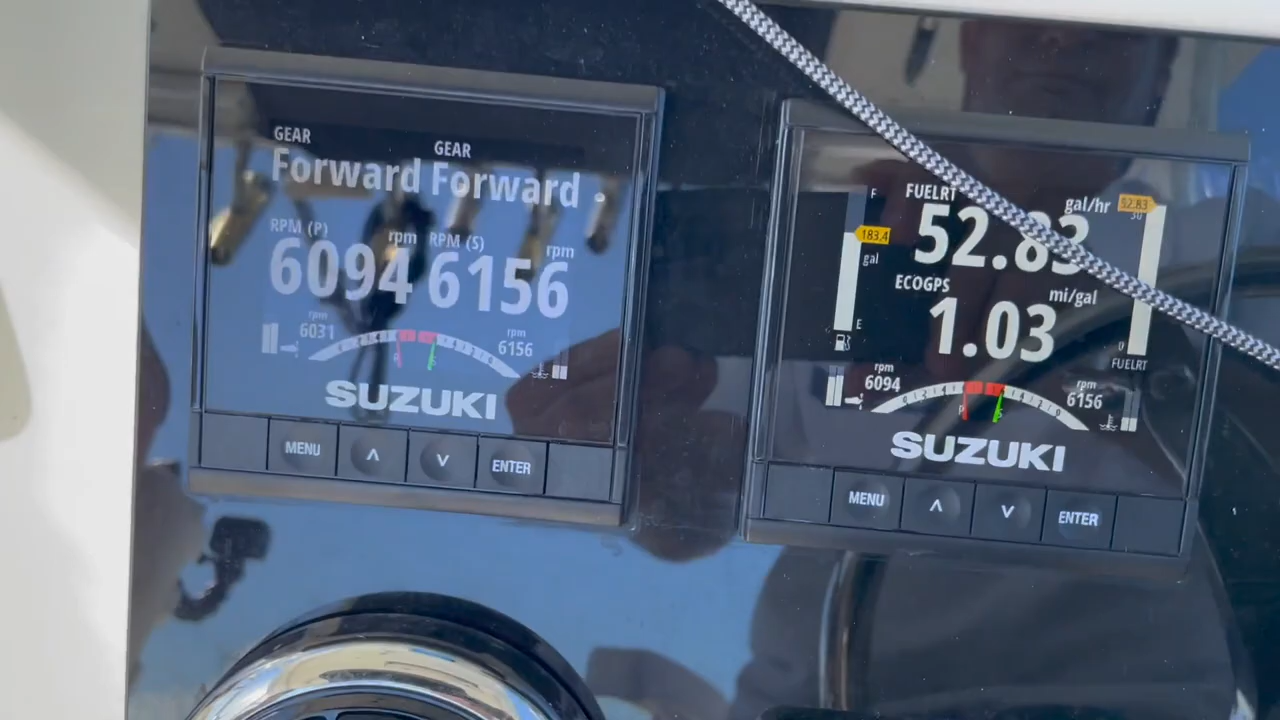 GEAR
GEAR
Forward Forward
RPM (P) rpm RPM (S) rpm
6094 6156
rpm
6031
rpm
6156
SUZUKI
MENU ENTER
F
183.4
gal
E
FUELRT gal/hr
52.83
ECOGPS mi/gal
1.03
52.83
FUELRT
rpm
6094
rpm
6156
SUZUKI
MENU ENTER